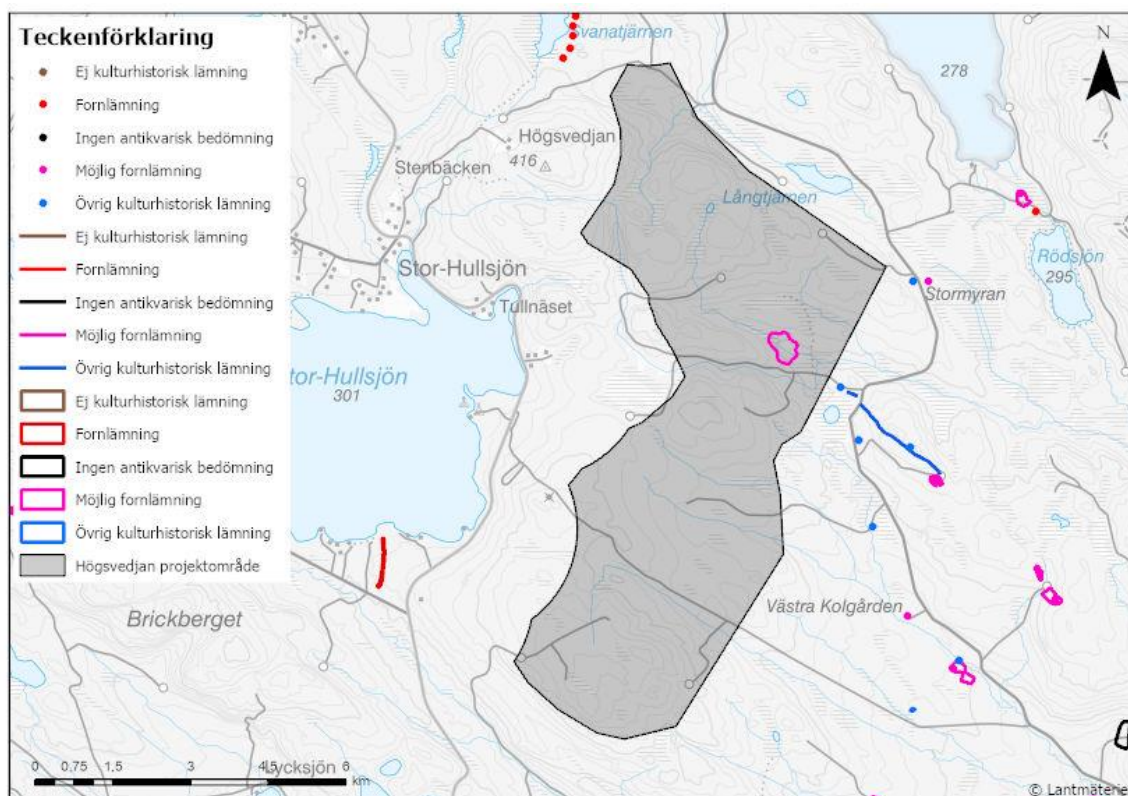 Teckenförklaring
Ej kulturhistorisk lämning
Fornlämning
Ingen antikvarisk bedömning
Möjlig fornlämning
Övrig kulturhistorisk lämning
Ej kulturhistorisk lämning
Fornlämning
Ingen antikvarisk bedömning
Möjlig fornlämning
Övrig kulturhistorisk lämning
Ej kulturhistorisk lämning
Fornlämning
Ingen antikvarisk bedömning
Möjlig fornlämning
Övrig kulturhistorisk lämning
Högsvedjan projektområde
Svanatjärnen
N
278
Högsvedjan
Stenbäcken
416
Långtjärnen
Rödsjön
295
Stor-Hullsjön
Stormyran
Tullnäset
tor-Hullsjön
301
Västra Kolgården
Brickberget
Lycksjön
0 0,75 1,5 3 4,5 6
km
© Lantmäterie